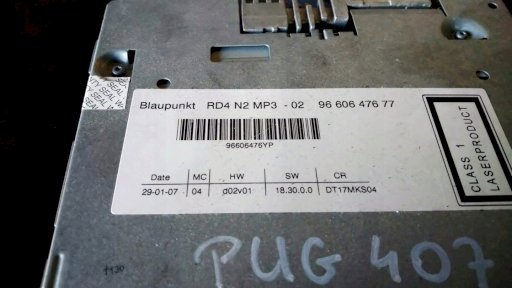 Blaupunkt RD4 N2 MP3 - 02 96 606 476 77
96606476YP
Date MC HW SW CR
29-01-07 04 d02v01 18.30.0.0 DT17MKS04
CLASS 1
LASERPRODUCT
SEAL
PUG 407